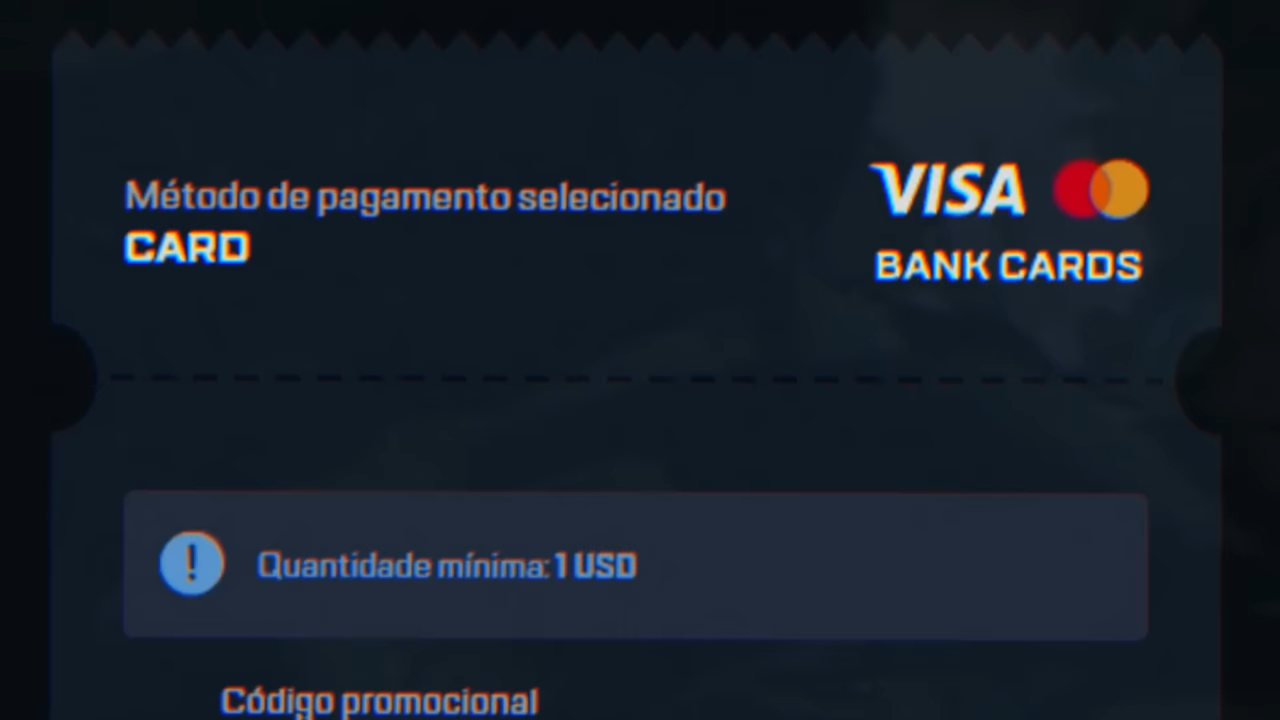 Método de pagamento selecionado
CARD
VISA
BANK CARDS
Quantidade mínima: 1 USD
Código promocional